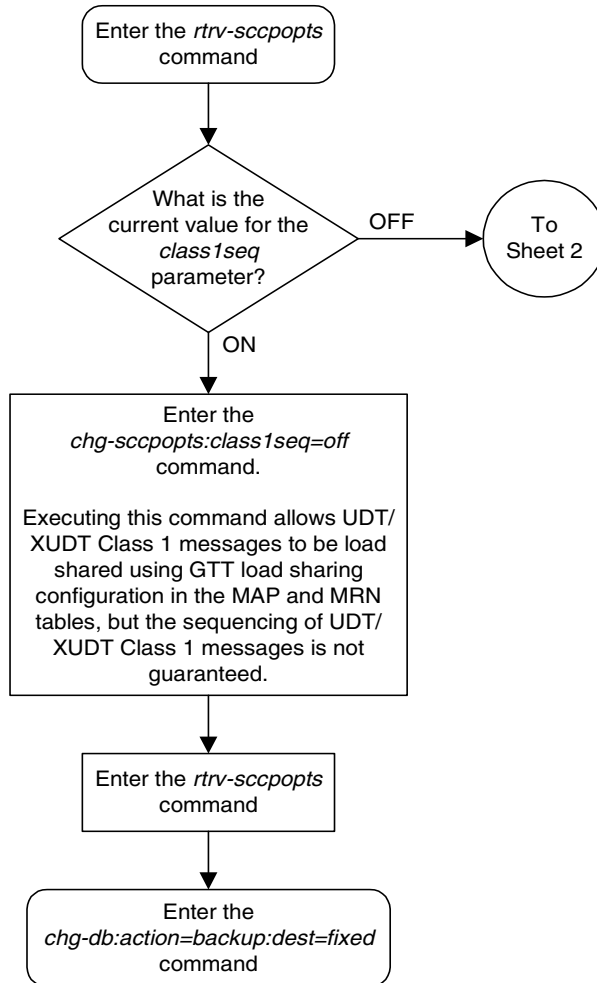 Enter the rtrv-sccpopts
command
What is the
current value for the
class1seq
parameter?
OFF
To
Sheet 2
ON
Enter the
chg-sccpopts:class1seq=off
command.
Executing this command allows UDT/
XUDT Class 1 messages to be load
shared using GTT load sharing
configuration in the MAP and MRN
tables, but the sequencing of UDT/
XUDT Class 1 messages is not
guaranteed.
Enter the rtrv-sccpopts
command
Enter the
chg-db:action=backup:dest=fixed
command